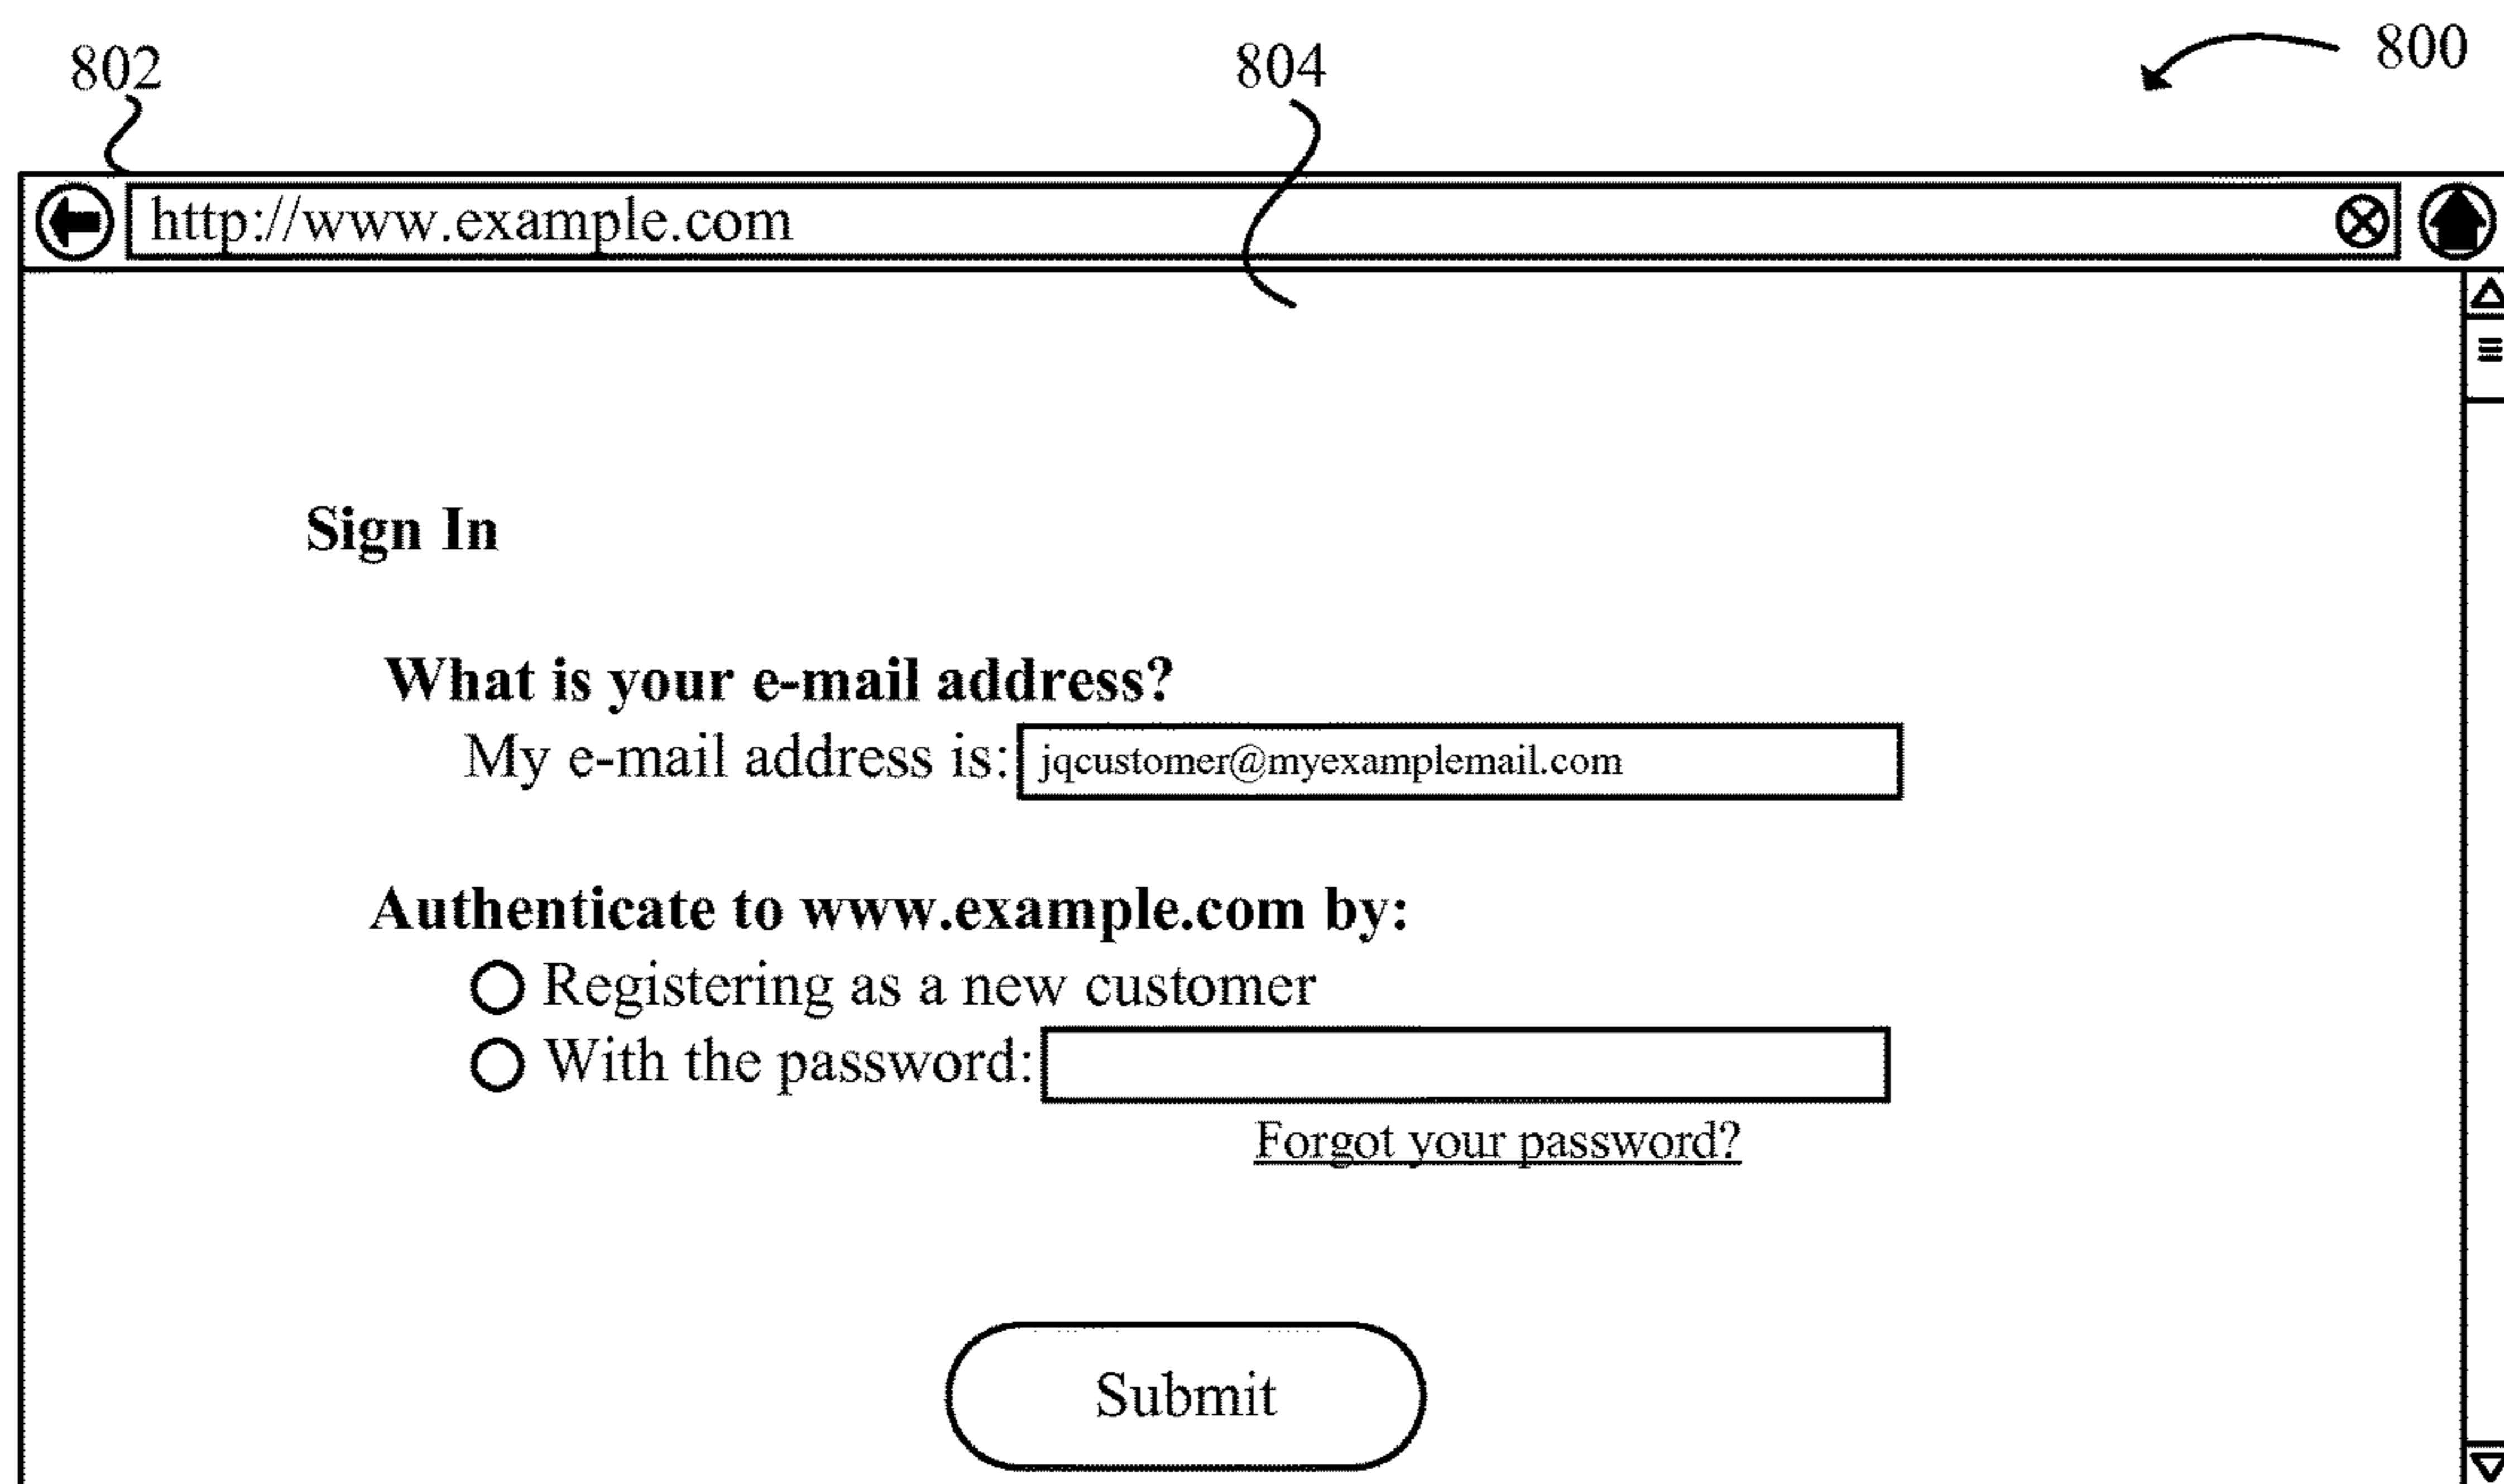 802
804
800
http://www.example.com
Sign In
What is your e-mail address?
My e-mail address is: jqcustomer@myexamplemail.com
Authenticate to www.example.com by:
Registering as a new customer
With the password:
Forgot your password?
Submit